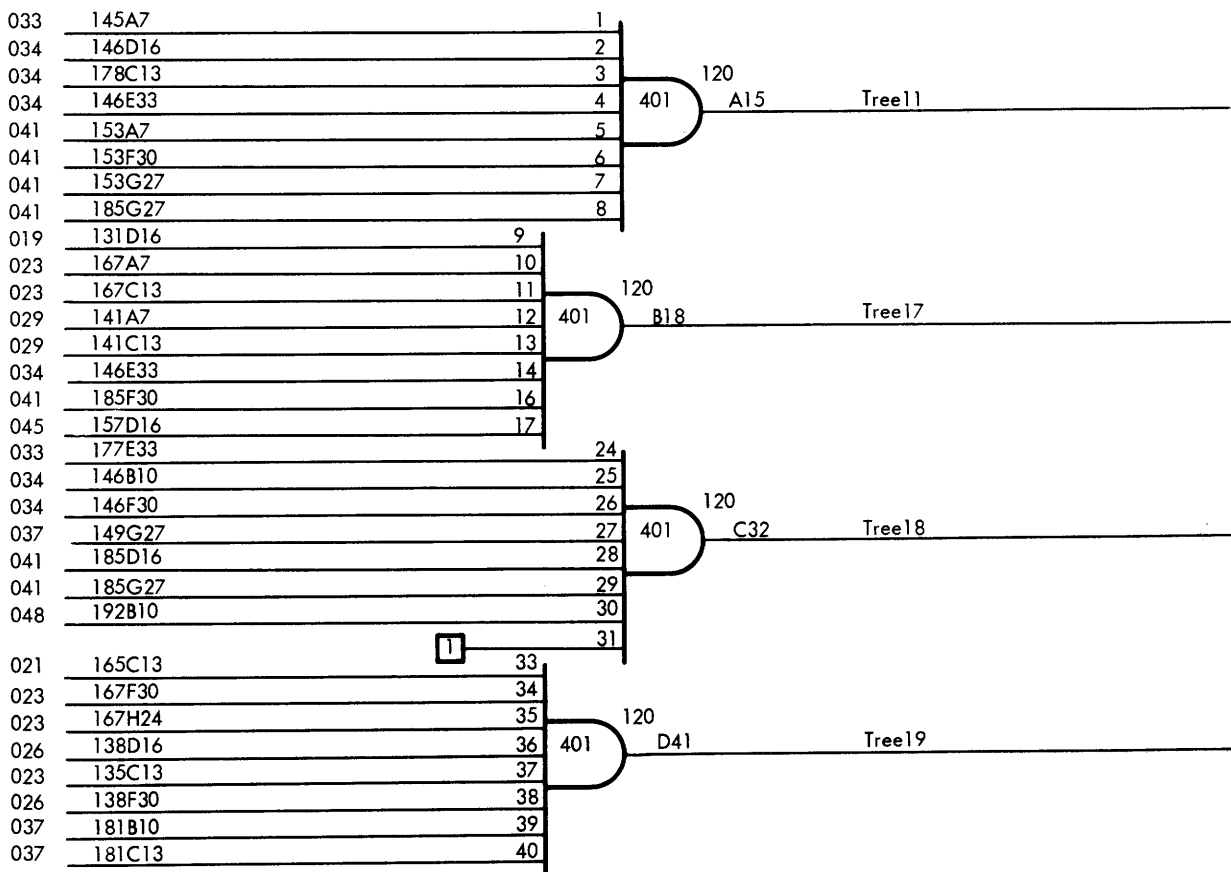 033 145A7 1
034 146D16 2
034 178C13 3
120
034 146E33 4 401 A15 Tree11
041 153A7 5
041 153F30 6
041 153G27 7
041 185G27 8
019 131D16 9
023 167A7 10
023 167C13 11
120
029 141A7 12 401 B18 Tree17
029 141C13 13
034 146E33 14
041 185F30 16
045 157D16 17
033 177E33 24
034 146B10 25
034 146F30 26
120
037 149G27 27 401 C32 Tree18
041 185D16 28
041 185G27 29
048 192B10 30
1 31
021 165C13 33
023 167F30 34
023 167H24 35
120
026 138D16 36 401 D41 Tree19
023 135C13 37
026 138F30 38
037 181B10 39
037 181C13 40